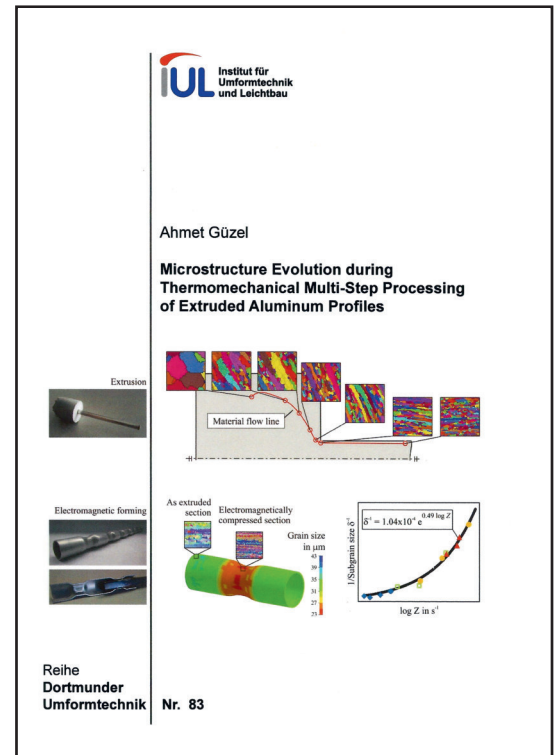 IUL
Institut für
Umformtechnik
und Leichtbau
Ahmet Güzel
Microstructure Evolution during
Thermomechanical Multi-Step Processing
of Extruded Aluminum Profiles
Extrusion
Material flow line
Electromagnetic forming
As extruded
section
Electromagnetically
compressed section
Grain size
in µm
43
39
35
31
27
23
1/Subgrain size δ⁻¹
δ⁻¹ = 1.04x10⁻⁴ e^0.49 log Z
log Z in s⁻¹
Reihe
Dortmunder
Umformtechnik
Nr. 83